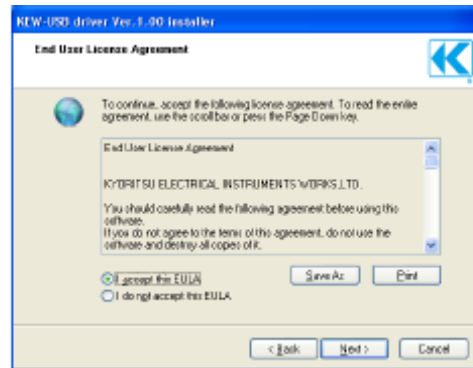 KEW-USB driver Ver.1.00 installer
End User License Agreement
To continue, accept the following license agreement. To read the entire
agreement, use the scrollbar or press the Page Down key.
End User License Agreement
KYORITSU ELECTRICAL INSTRUMENTS WORKS,LTD.
You should carefully read the following agreement before using this
software.
If you do not agree to the terms of this agreement, do not use the
software and destroy all copies of it.
I accept this EULA
Save As
Print
I do not accept this EULA
< Back
Next >
Cancel